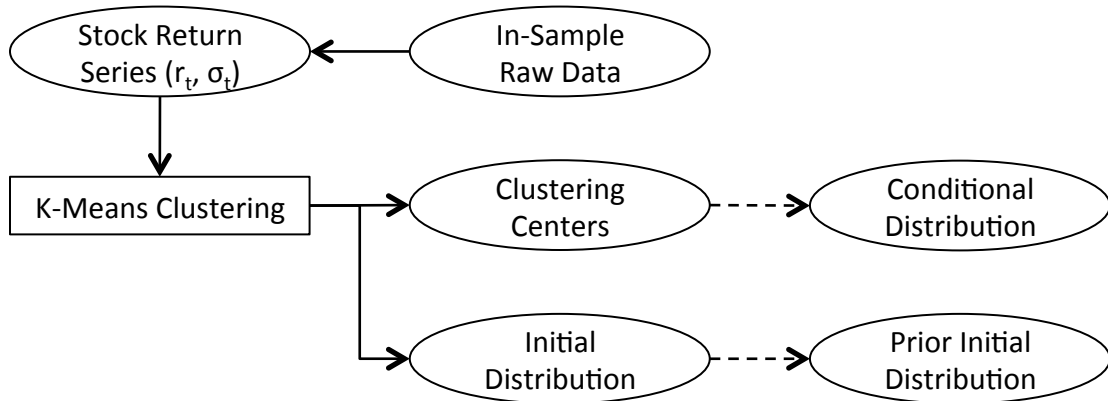 Stock Return
Series (rₜ, σₜ)
In-Sample
Raw Data
K-Means Clustering
Clustering
Centers
Conditional
Distribution
Initial
Distribution
Prior Initial
Distribution